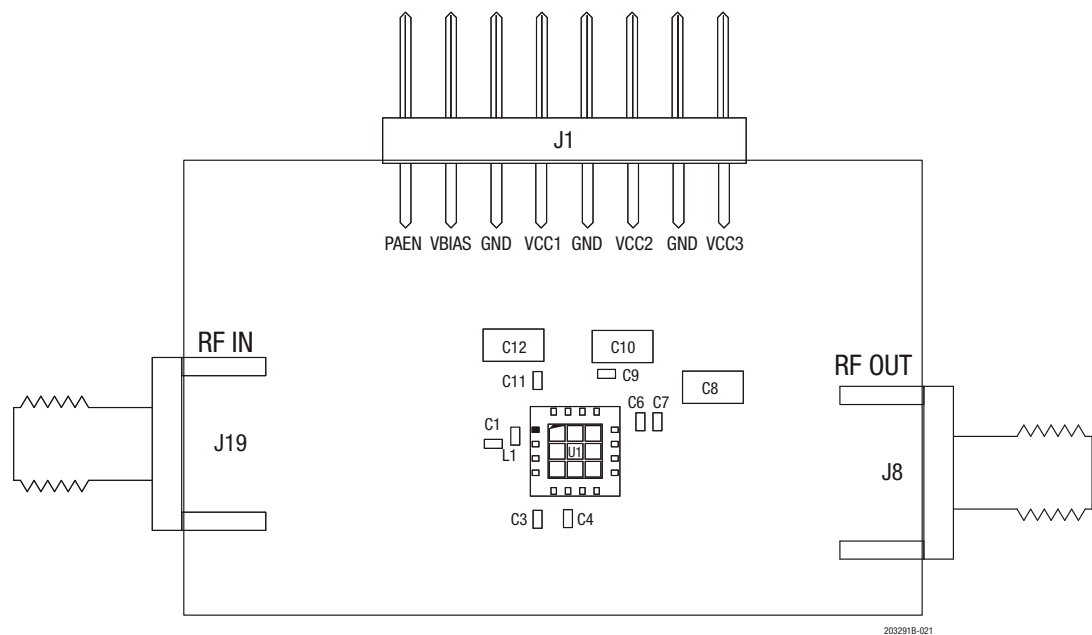 J1
PAEN VBIAS GND VCC1 GND VCC2 GND VCC3
RF IN
C12
C10
C11
C9
RF OUT
C8
C6 C7
C1
J19
L1
U1
J8
C3
C4
203291B-021